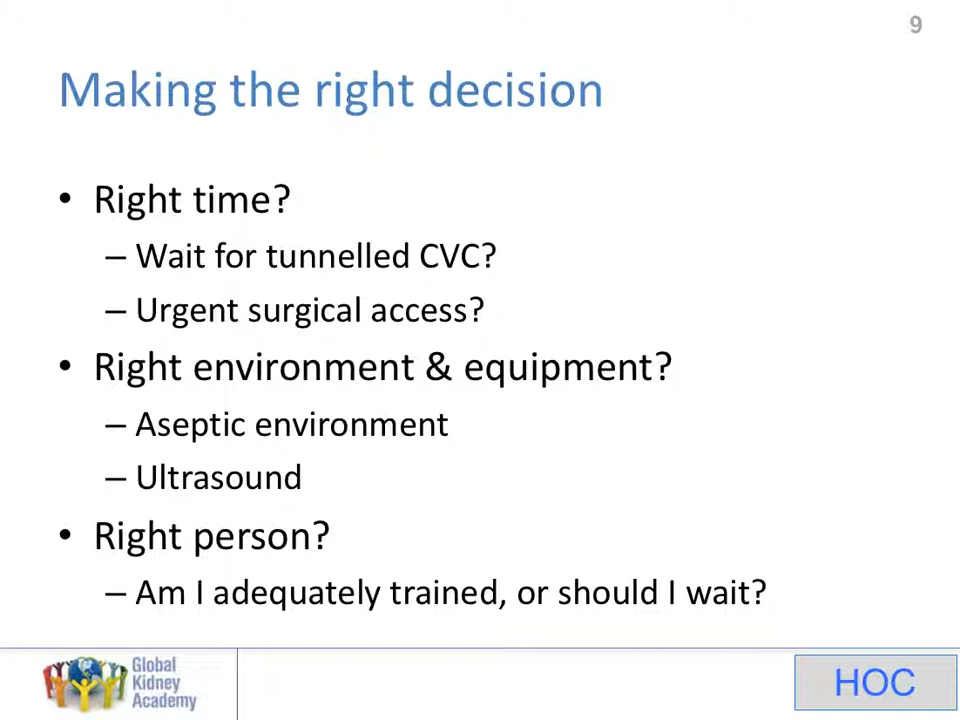 9
Making the right decision
• Right time?
– Wait for tunnelled CVC?
– Urgent surgical access?
• Right environment & equipment?
– Aseptic environment
– Ultrasound
• Right person?
– Am I adequately trained, or should I wait?
Global
Kidney
Academy
HOC